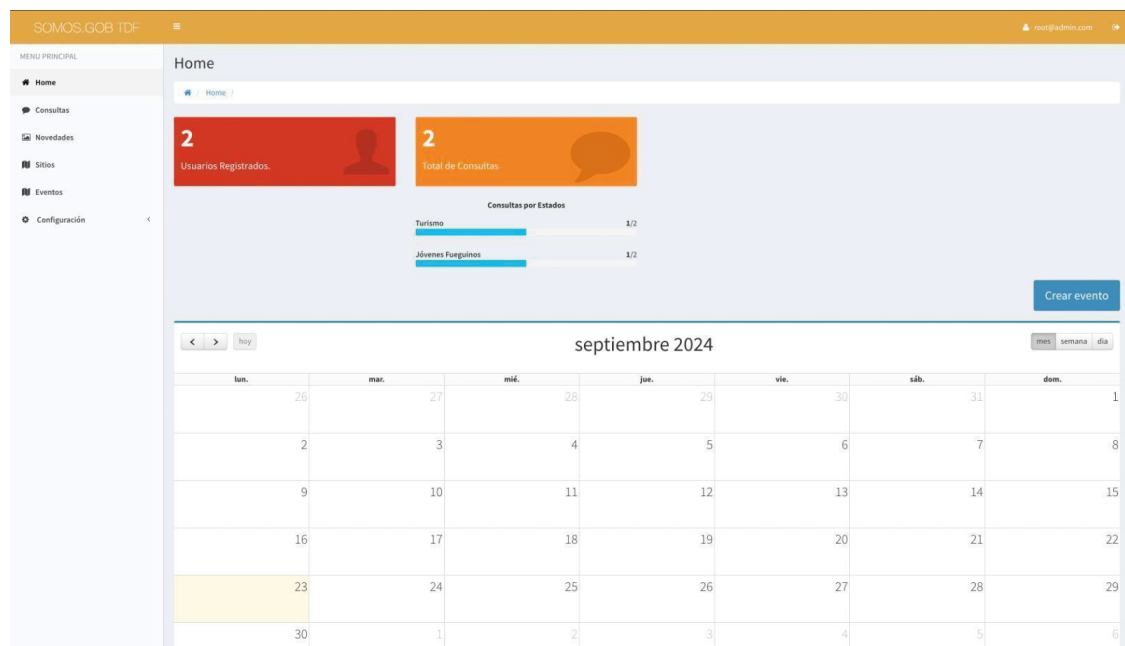 SOMOS.GOB TDF
root@admin.com
MENU PRINCIPAL
Home
Consultas
Novedades
Sitios
Eventos
Configuración
Home
/ Home /
2
Usuarios Registrados.
2
Total de Consultas
Consultas por Estados
Turismo 1/2
Jóvenes Fueguinos 1/2
Crear evento
hoy
septiembre 2024
mes semana día
lun. mar. mié. jue. vie. sáb. dom.
26 27 28 29 30 31 1
2 3 4 5 6 7 8
9 10 11 12 13 14 15
16 17 18 19 20 21 22
23 24 25 26 27 28 29
30 1 2 3 4 5 6